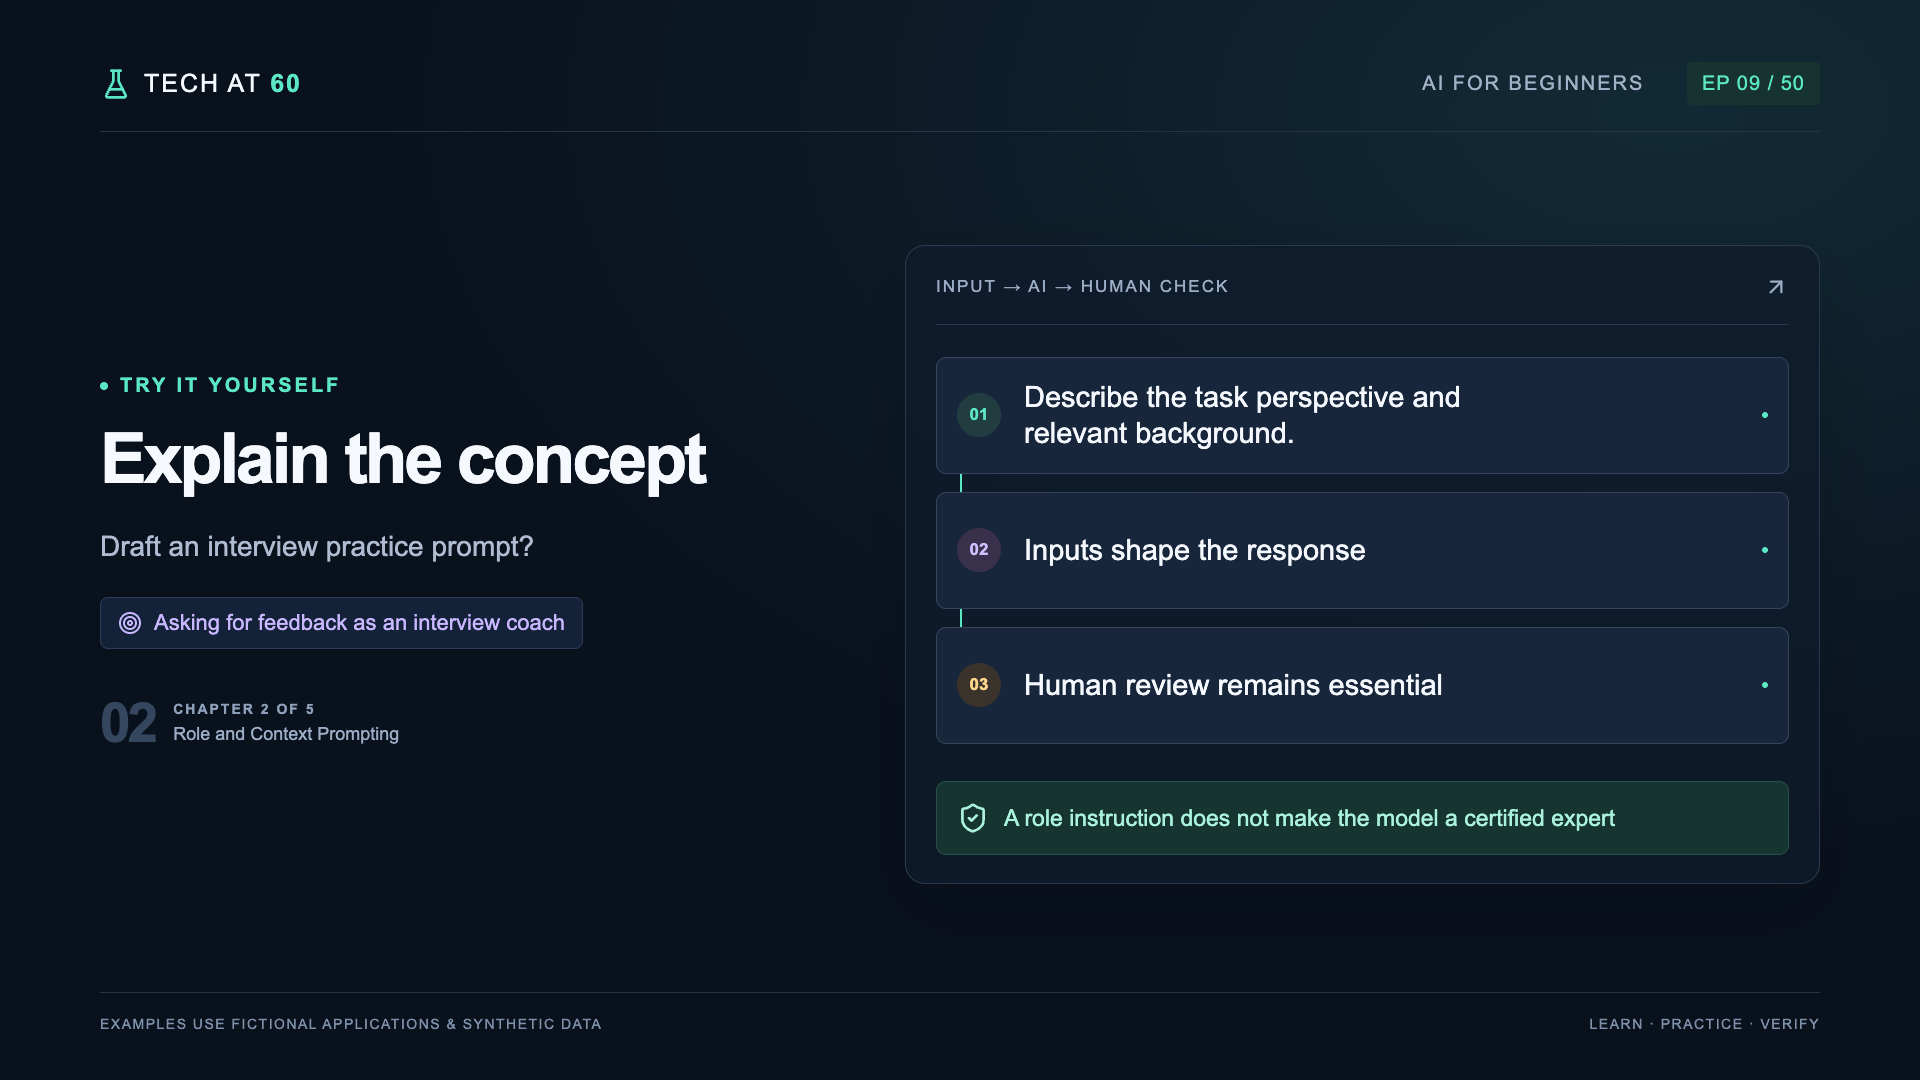 TECH AT 60
AI FOR BEGINNERS
EP 09 / 50
TRY IT YOURSELF
Explain the concept
Draft an interview practice prompt?
Asking for feedback as an interview coach
02
CHAPTER 2 OF 5
Role and Context Prompting
INPUT → AI → HUMAN CHECK
01
Describe the task perspective and
relevant background.
02
Inputs shape the response
03
Human review remains essential
A role instruction does not make the model a certified expert
EXAMPLES USE FICTIONAL APPLICATIONS & SYNTHETIC DATA
LEARN · PRACTICE · VERIFY